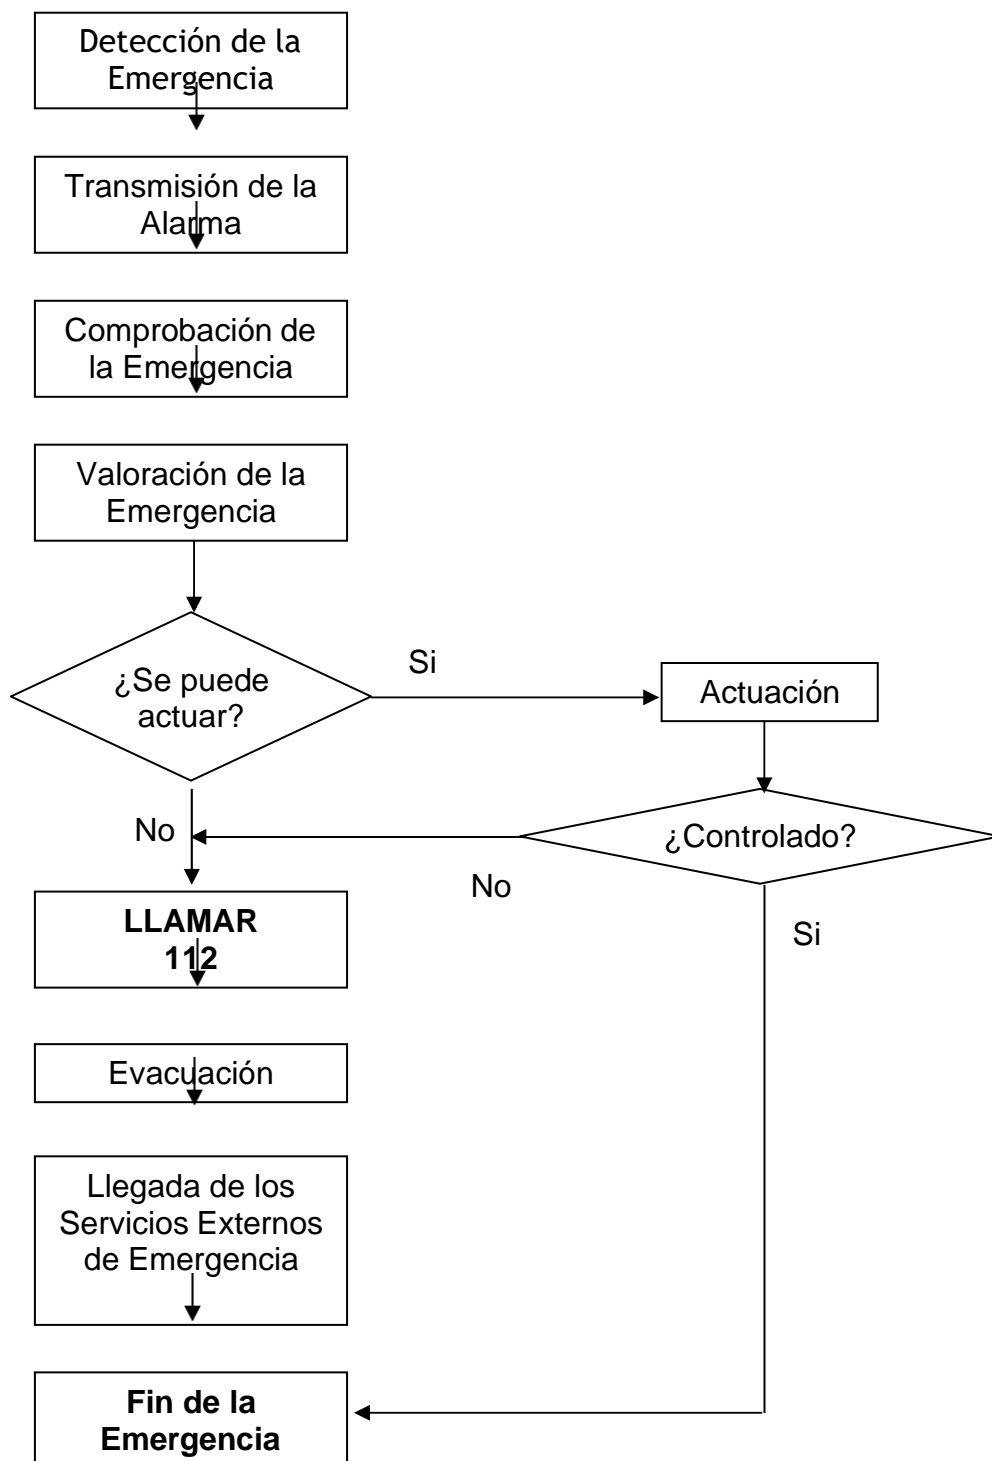 Detección de la
Emergencia
Transmisión de la
Alarma
Comprobación de
la Emergencia
Valoración de la
Emergencia
¿Se puede
actuar?
Si
Actuación
No
¿Controlado?
No
Si
LLAMAR
112
Evacuación
Llegada de los
Servicios Externos
de Emergencia
Fin de la
Emergencia